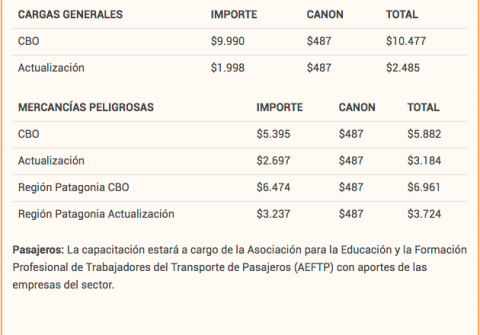 CARGAS GENERALES IMPORTE CANON TOTAL
CBO $9.990 $487 $10.477
Actualización $1.998 $487 $2.485
MERCANCÍAS PELIGROSAS IMPORTE CANON TOTAL
CBO $5.395 $487 $5.882
Actualización $2.697 $487 $3.184
Región Patagonia CBO $6.474 $487 $6.961
Región Patagonia Actualización $3.237 $487 $3.724
Pasajeros: La capacitación estará a cargo de la Asociación para la Educación y la Formación
Profesional de Trabajadores del Transporte de Pasajeros (AEFTP) con aportes de las
empresas del sector.